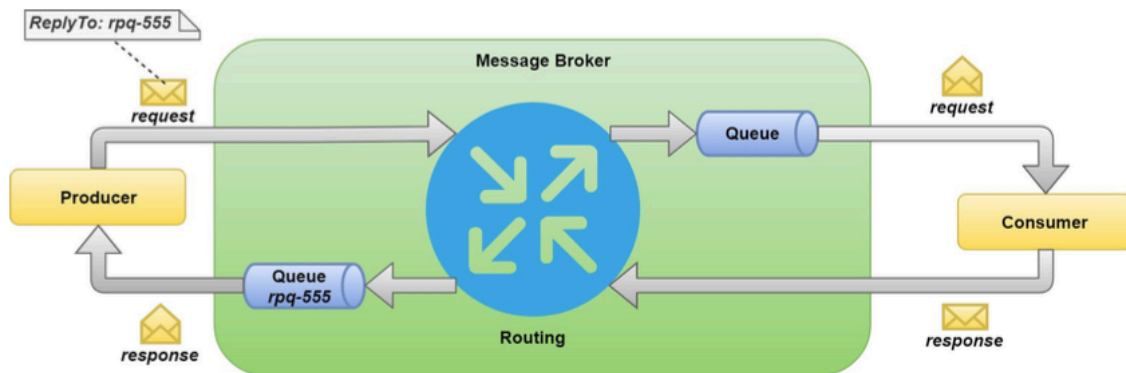 ReplyTo: rpq-555
Message Broker
request
request
Queue
Producer
Consumer
Queue
rpq-555
Routing
response
response